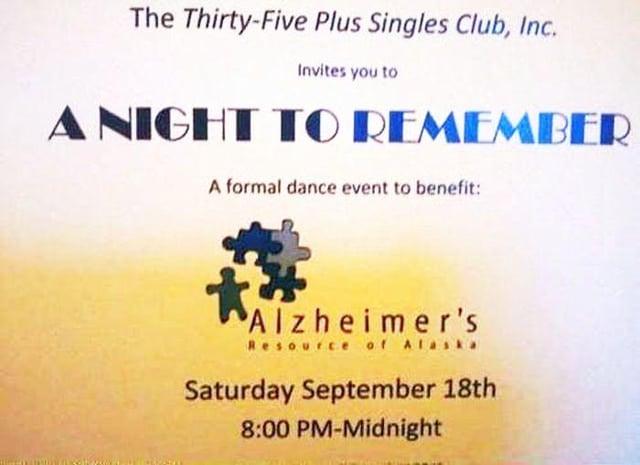 The Thirty-Five Plus Singles Club, Inc.
Invites you to
A NIGHT TO REMEMBER
A formal dance event to benefit:
Alzheimer's
Resource of Alaska
Saturday September 18th
8:00 PM-Midnight